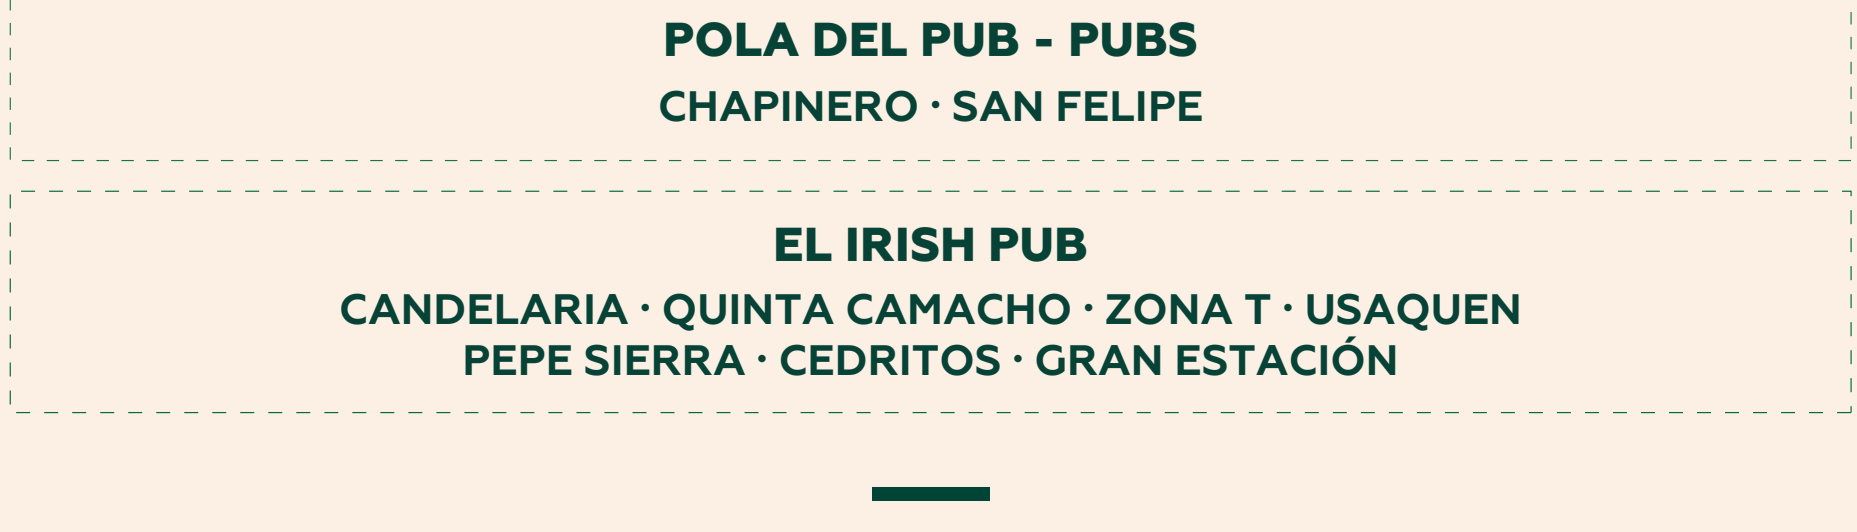 POLA DEL PUB - PUBS
CHAPINERO · SAN FELIPE
EL IRISH PUB
CANDELARIA · QUINTA CAMACHO · ZONA T · USAQUEN
PEPE SIERRA · CEDRITOS · GRAN ESTACIÓN